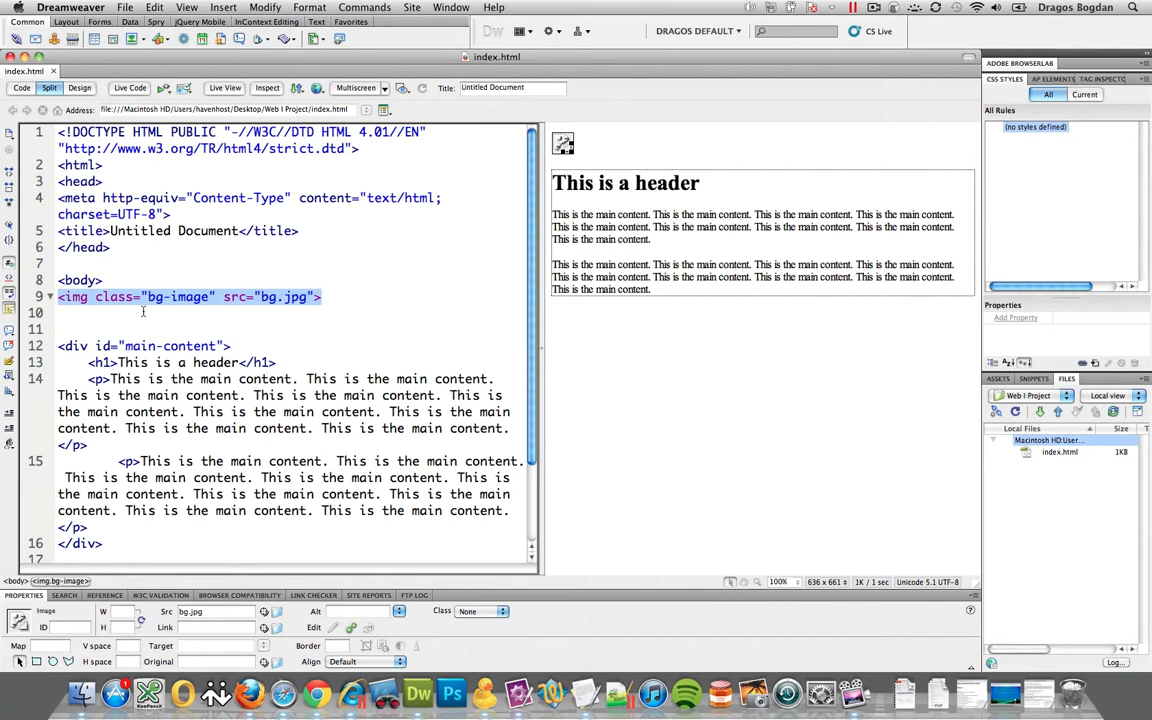 Dreamweaver File Edit View Insert Modify Format Commands Site Window Help Dragos Bogdan
Common Layout Forms Data Spry jQuery Mobile InContext Editing Text Favorites
Dw DRAGOS DEFAULT CS Live
index.html
index.html
Code Split Design Live Code Live View Inspect Multiscreen Title: Untitled Document
Address: file:///Macintosh HD/Users/havenhost/Desktop/Web I Project/index.html
1 <!DOCTYPE HTML PUBLIC "-//W3C//DTD HTML 4.01//EN"
"http://www.w3.org/TR/html4/strict.dtd">
2 <html>
3 <head>
4 <meta http-equiv="Content-Type" content="text/html;
charset=UTF-8">
5 <title>Untitled Document</title>
6 </head>
7
8 <body>
9 <img class="bg-image" src="bg.jpg">
10
11
12 <div id="main-content">
13 <h1>This is a header</h1>
14 <p>This is the main content. This is the main content.
This is the main content. This is the main content. This is
the main content. This is the main content. This is the main
content. This is the main content. This is the main content.
</p>
15 <p>This is the main content. This is the main content.
This is the main content. This is the main content. This is
the main content. This is the main content. This is the main
content. This is the main content. This is the main content.
</p>
16 </div>
17
This is a header
This is the main content. This is the main content. This is the main content. This is the main content.
This is the main content. This is the main content. This is the main content. This is the main content.
This is the main content.
This is the main content. This is the main content. This is the main content. This is the main content.
This is the main content. This is the main content. This is the main content. This is the main content.
This is the main content.
<body> <img.bg-image> 100% 636 x 661 1K / 1 sec Unicode 5.1 UTF-8
ADOBE BROWSERLAB
CSS STYLES AP ELEMENTS TAG INSPECTO
All Current
All Rules
(no styles defined)
Properties
Add Property
ASSETS SNIPPETS FILES
Web I Project Local view
Local Files Size
Macintosh HD:User...
index.html 1KB
Log...
PROPERTIES SEARCH REFERENCE W3C VALIDATION BROWSER COMPATIBILITY LINK CHECKER SITE REPORTS FTP LOG
Image W Src bg.jpg Alt Class None
ID H Link Edit
Map V space Target Border
H space Original Align Default
Dw Ps